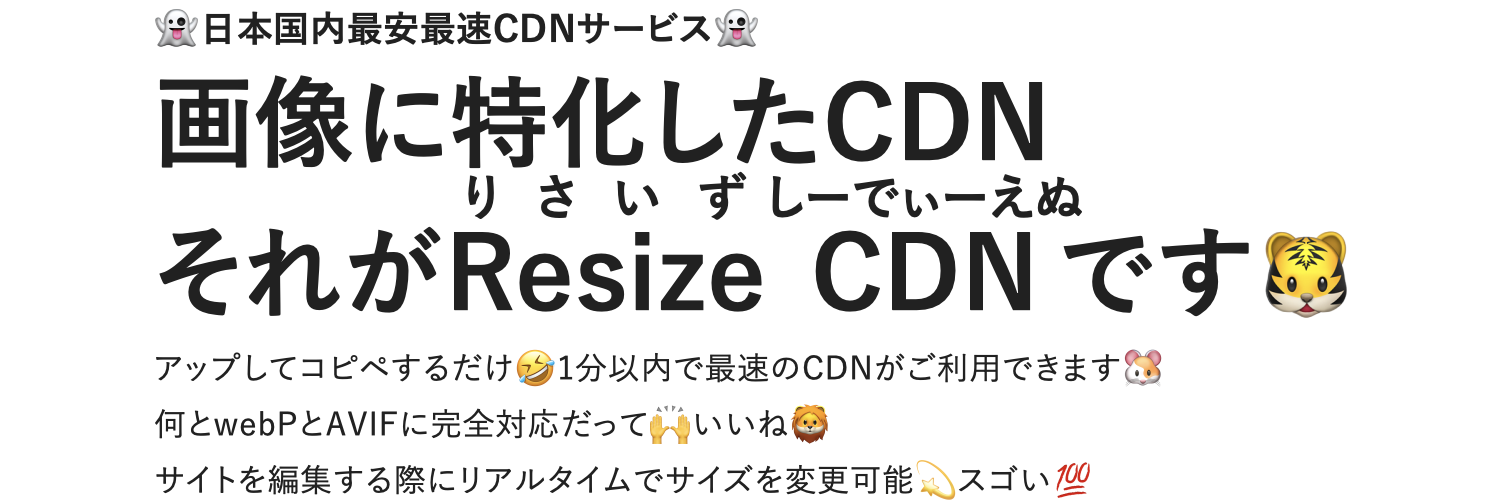 👻日本国内最安最速CDNサービス👻
画像に特化したCDN
りさいず しーでぃーえぬ
それがResize CDNです🐯
アップしてコピペするだけ🤣1分以内で最速のCDNがご利用できます🐹
何とwebPとAVIFに完全対応だって🙌いいね🦁
サイトを編集する際にリアルタイムでサイズを変更可能💫スゴい💯